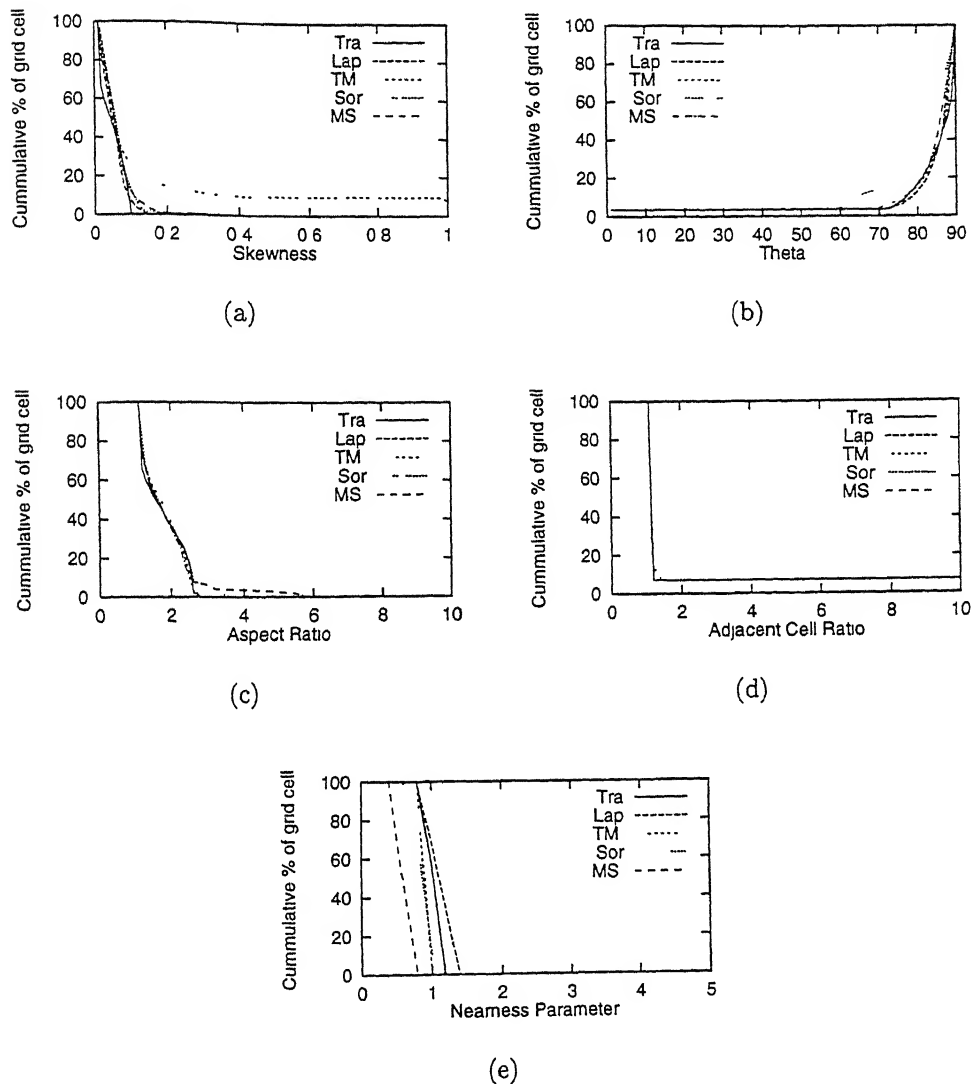 Cummulative % of grid cell
100
80
60
40
20
0
Tra
Lap
TM
Sor
MS
0 0.2 0.4 0.6 0.8 1
Skewness
(a)
Cummulative % of grid cell
100
80
60
40
20
0
Tra
Lap
TM
Sor
MS
0 10 20 30 40 50 60 70 80 90
Theta
(b)
Cummulative % of grid cell
100
80
60
40
20
0
Tra
Lap
TM
Sor
MS
0 2 4 6 8 10
Aspect Ratio
(c)
Cummulative % of grid cell
100
80
60
40
20
0
Tra
Lap
TM
Sor
MS
0 2 4 6 8 10
Adjacent Cell Ratio
(d)
Cummulative % of grid cell
100
80
60
40
20
0
Tra
Lap
TM
Sor
MS
0 1 2 3 4 5
Nearness Parameter
(e)